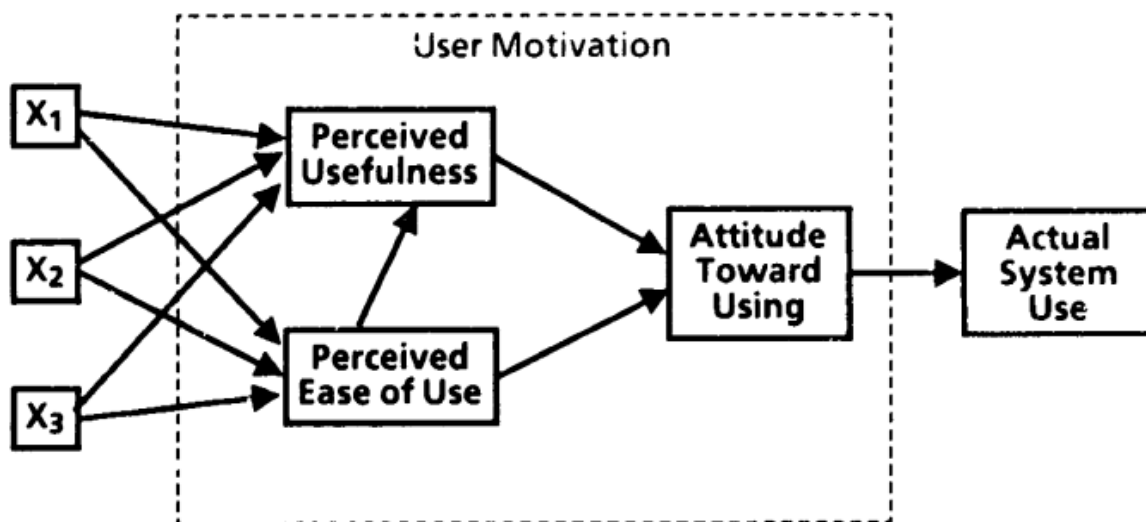 User Motivation
X1
Perceived
Usefulness
X2
Attitude
Toward
Using
Actual
System
Use
Perceived
Ease of Use
X3